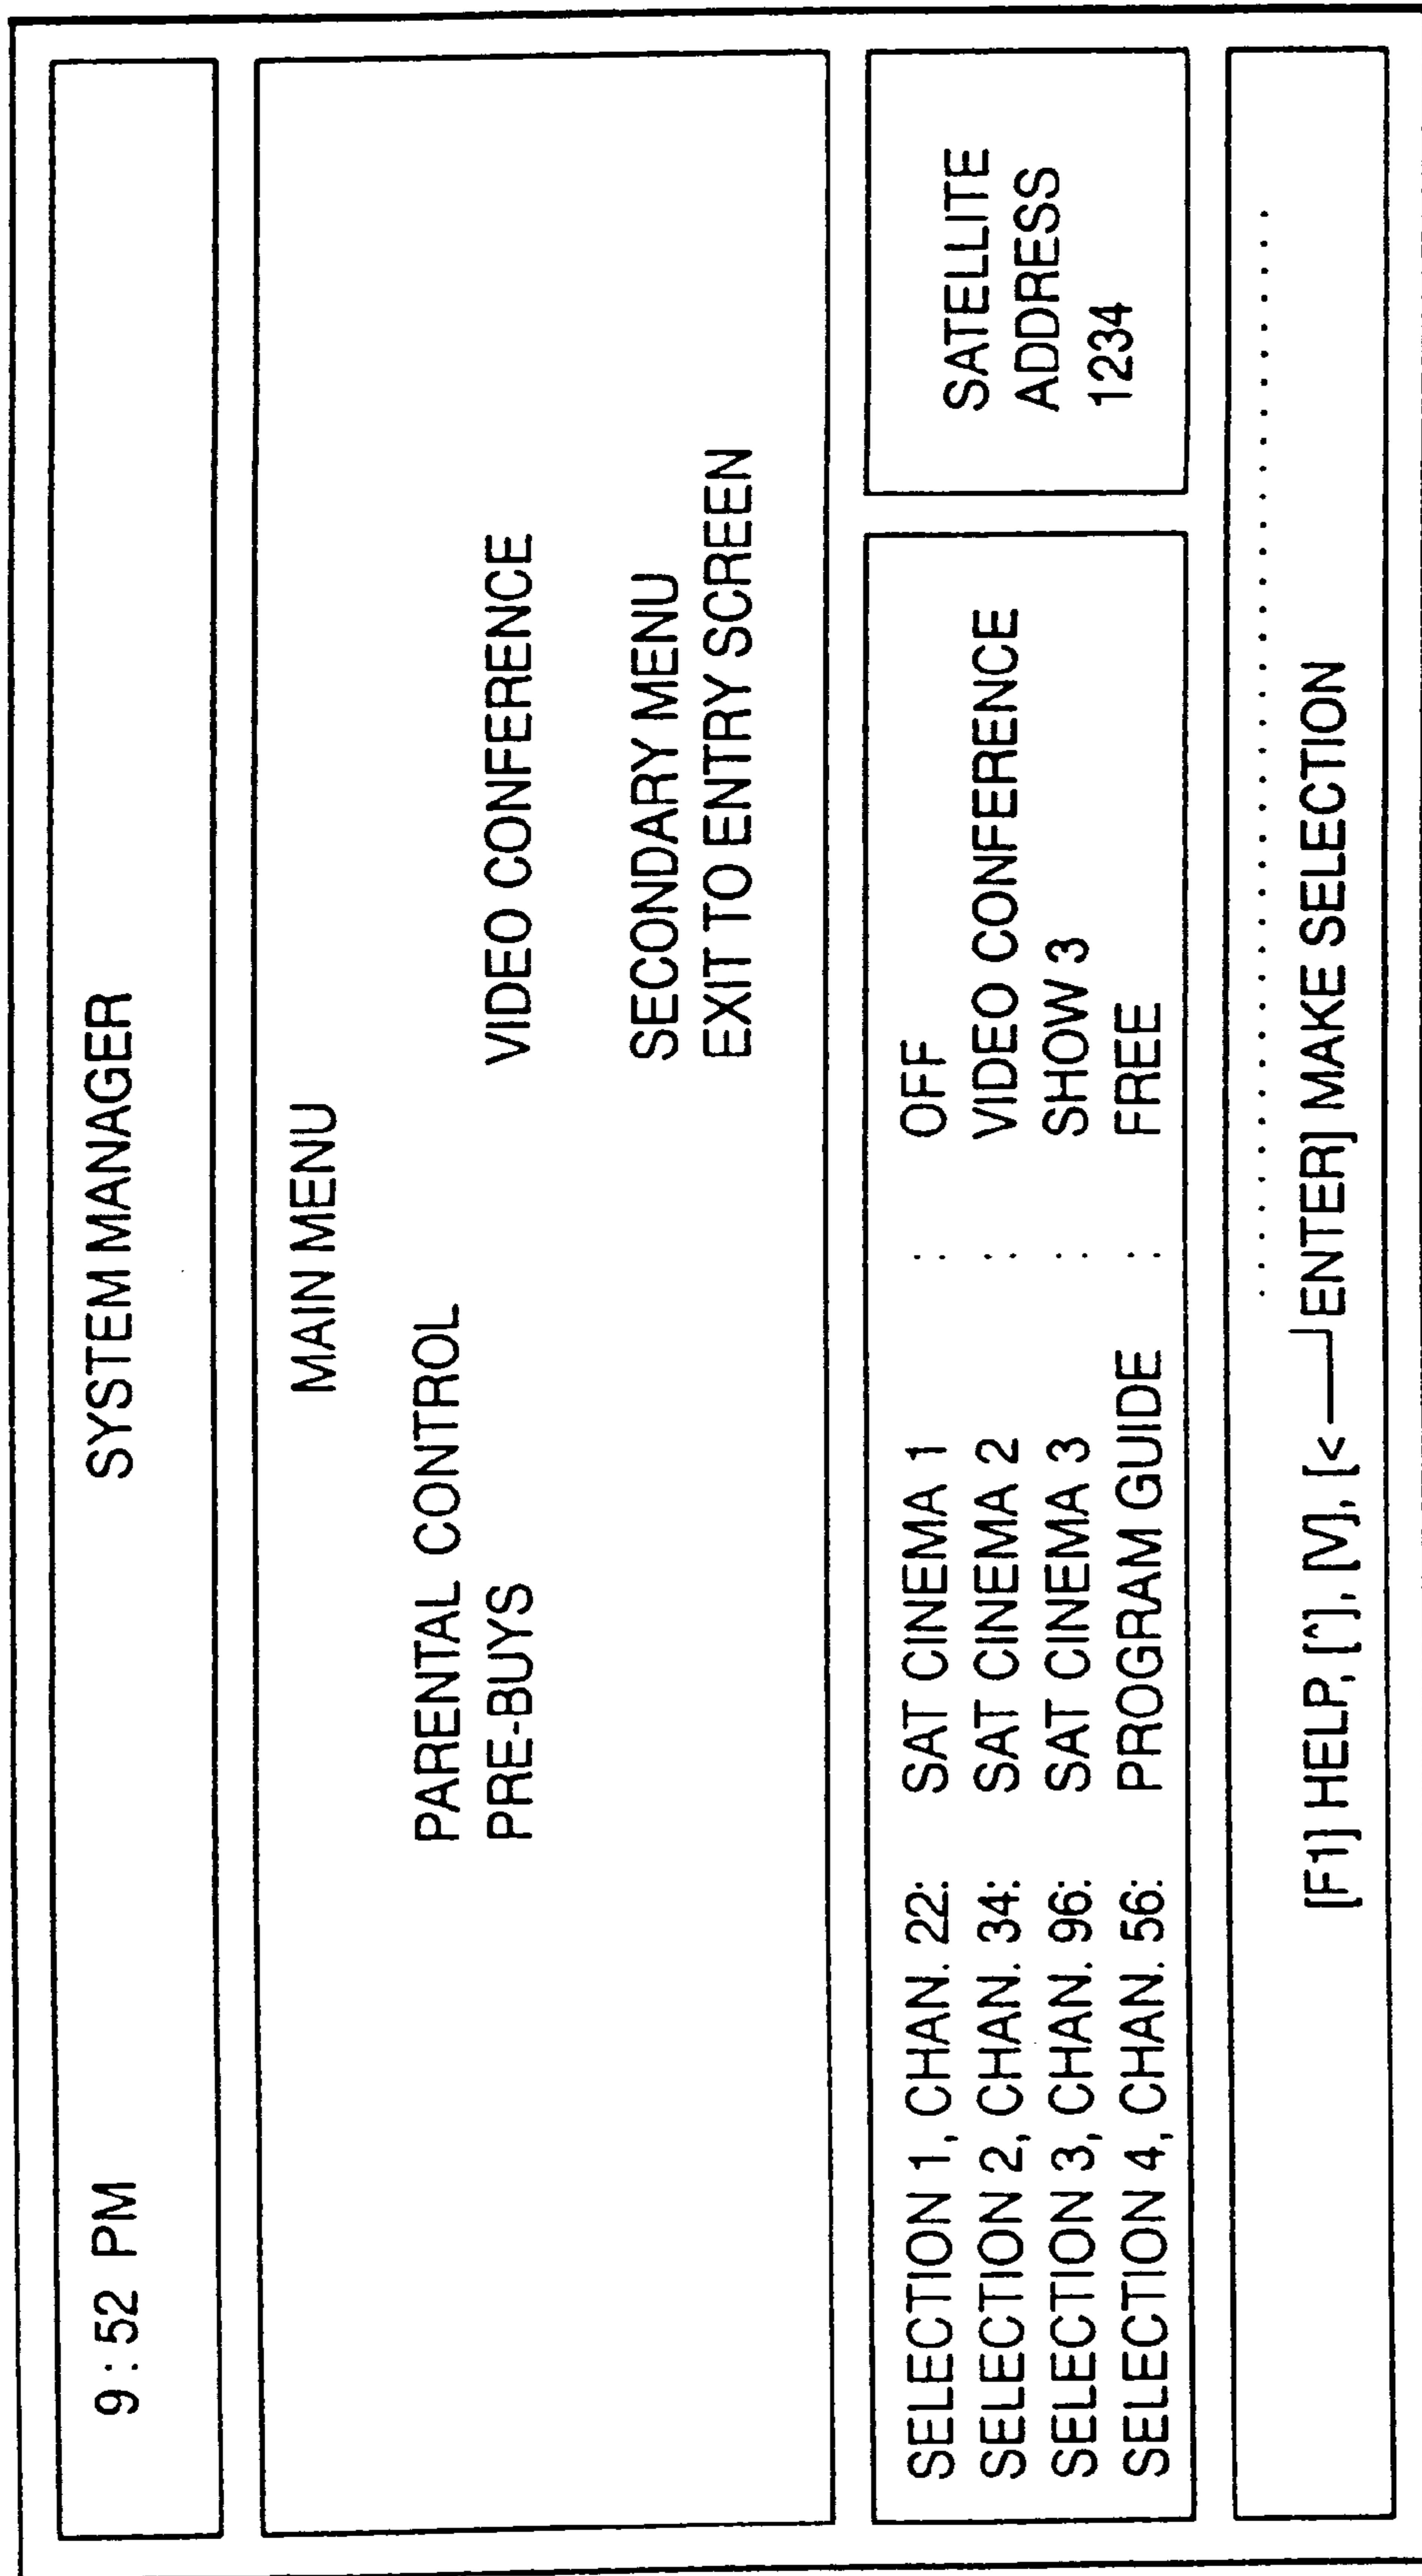 9 : 52 PM SYSTEM MANAGER
MAIN MENU
PARENTAL CONTROL
PRE-BUYS VIDEO CONFERENCE
SECONDARY MENU
EXIT TO ENTRY SCREEN
SELECTION 1, CHAN. 22: SAT CINEMA 1 : OFF
SELECTION 2, CHAN. 34: SAT CINEMA 2 : VIDEO CONFERENCE
SELECTION 3, CHAN. 96: SAT CINEMA 3 : SHOW 3
SELECTION 4, CHAN. 56: PROGRAM GUIDE : FREE
SATELLITE
ADDRESS
1234
[F1] HELP, [^], [V], [<—┘ENTER] MAKE SELECTION